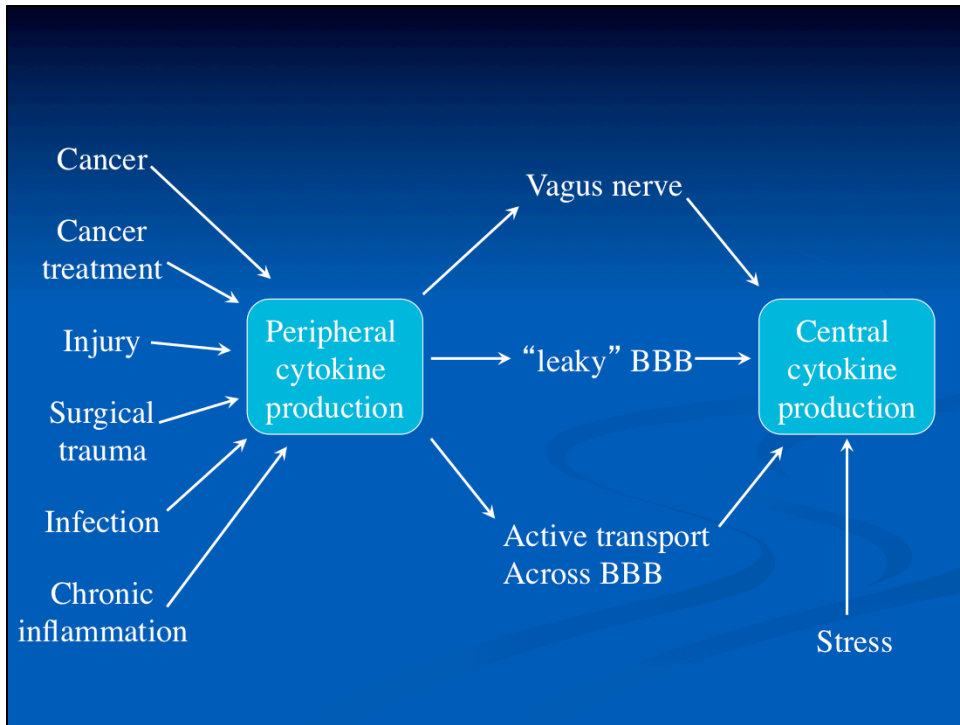 Cancer
Cancer
treatment
Injury
Surgical
trauma
Infection
Chronic
inflammation
Peripheral
cytokine
production
Vagus nerve
“leaky” BBB
Active transport
Across BBB
Central
cytokine
production
Stress